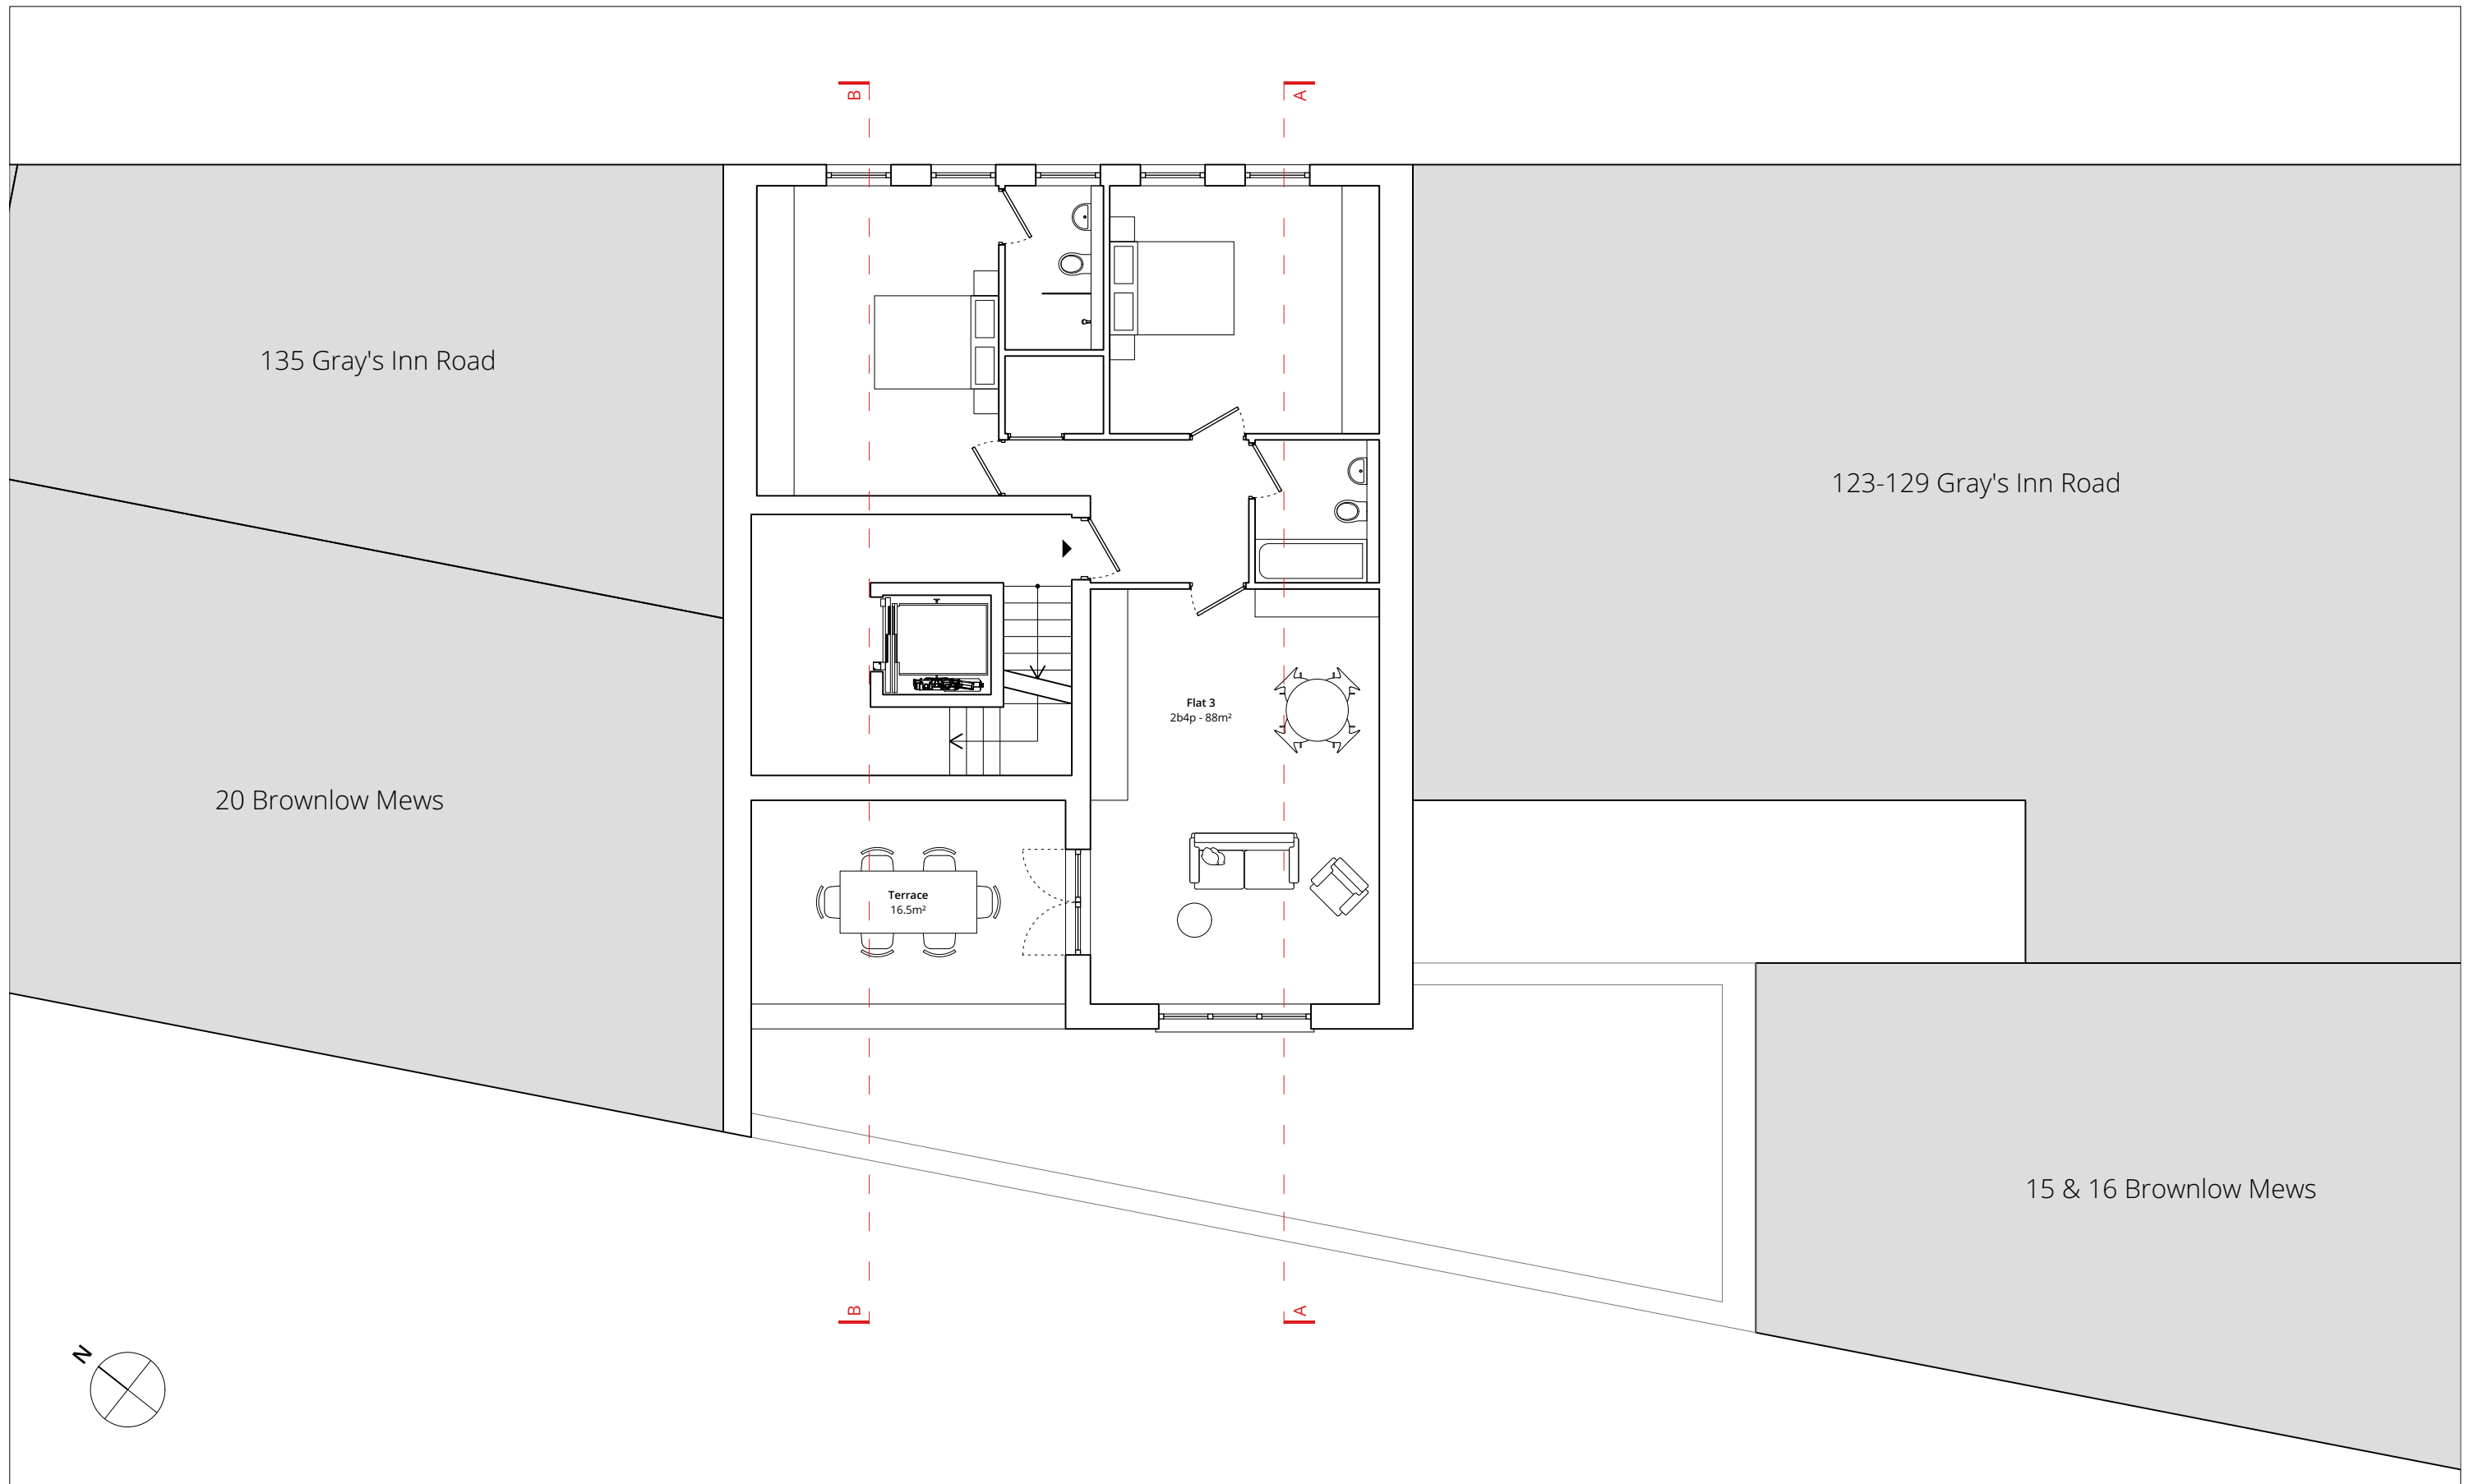 B
A
135 Gray's Inn Road
123-129 Gray's Inn Road
Flat 3
2b4p - 88m²
20 Brownlow Mews
Terrace
16.5m²
15 & 16 Brownlow Mews
B
A
N